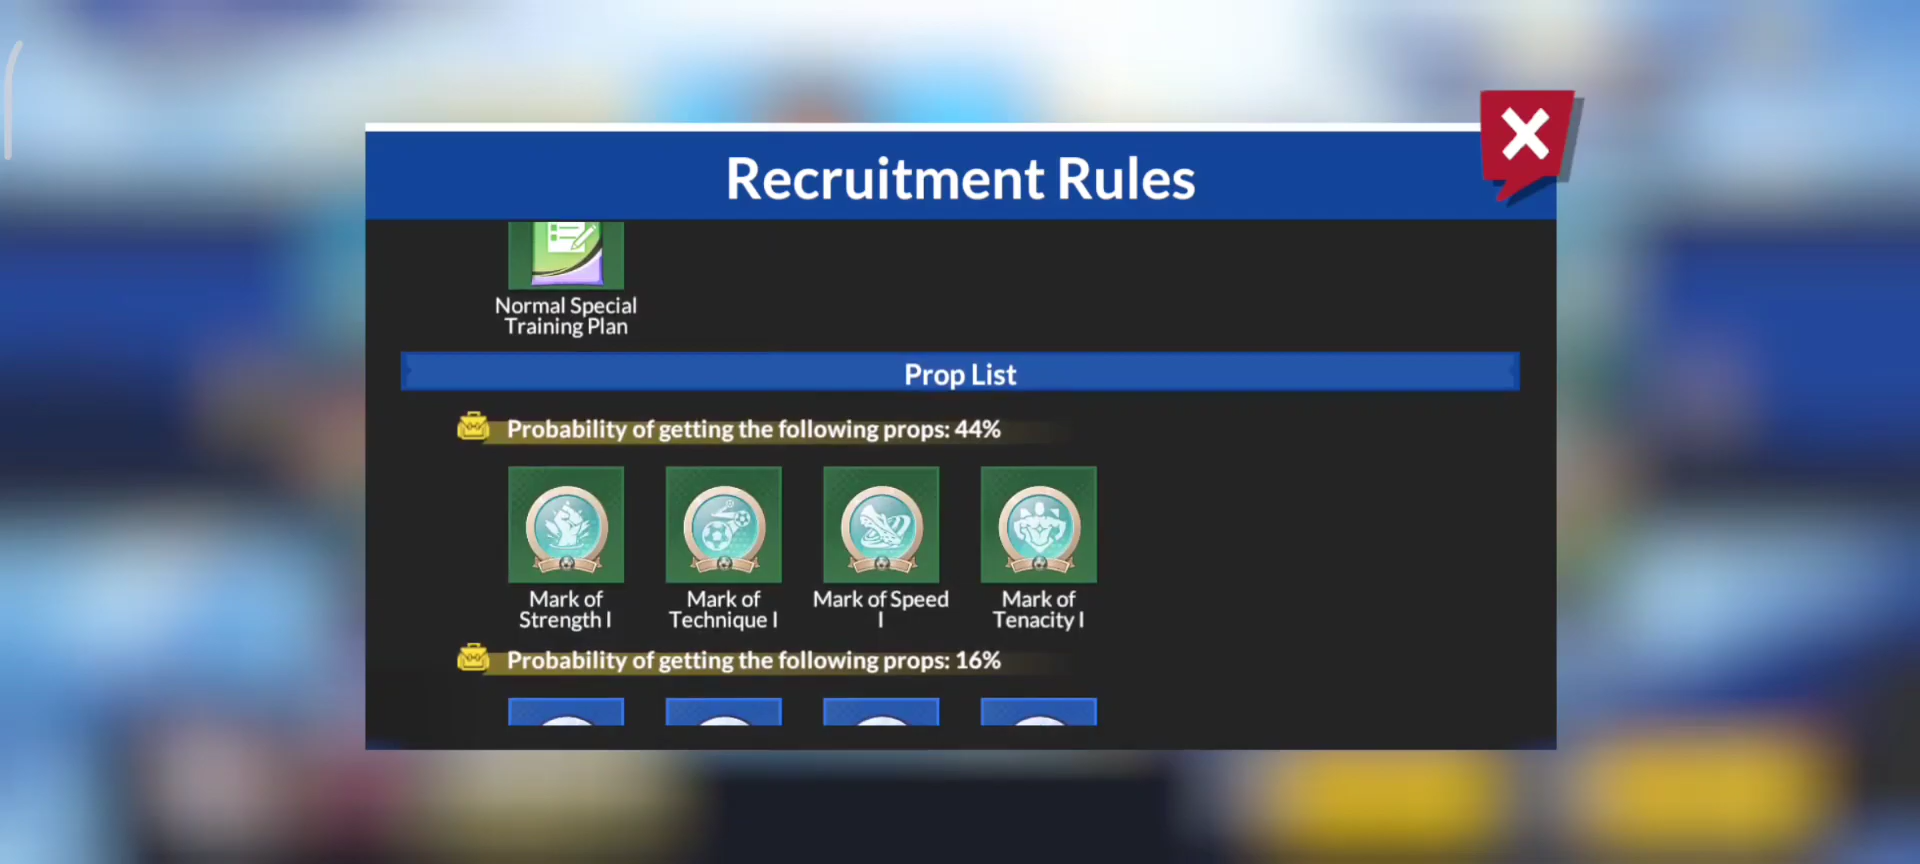 Recruitment Rules
Normal Special
Training Plan
Prop List
Probability of getting the following props: 44%
Mark of
Strength I
Mark of
Technique I
Mark of Speed
I
Mark of
Tenacity I
Probability of getting the following props: 16%